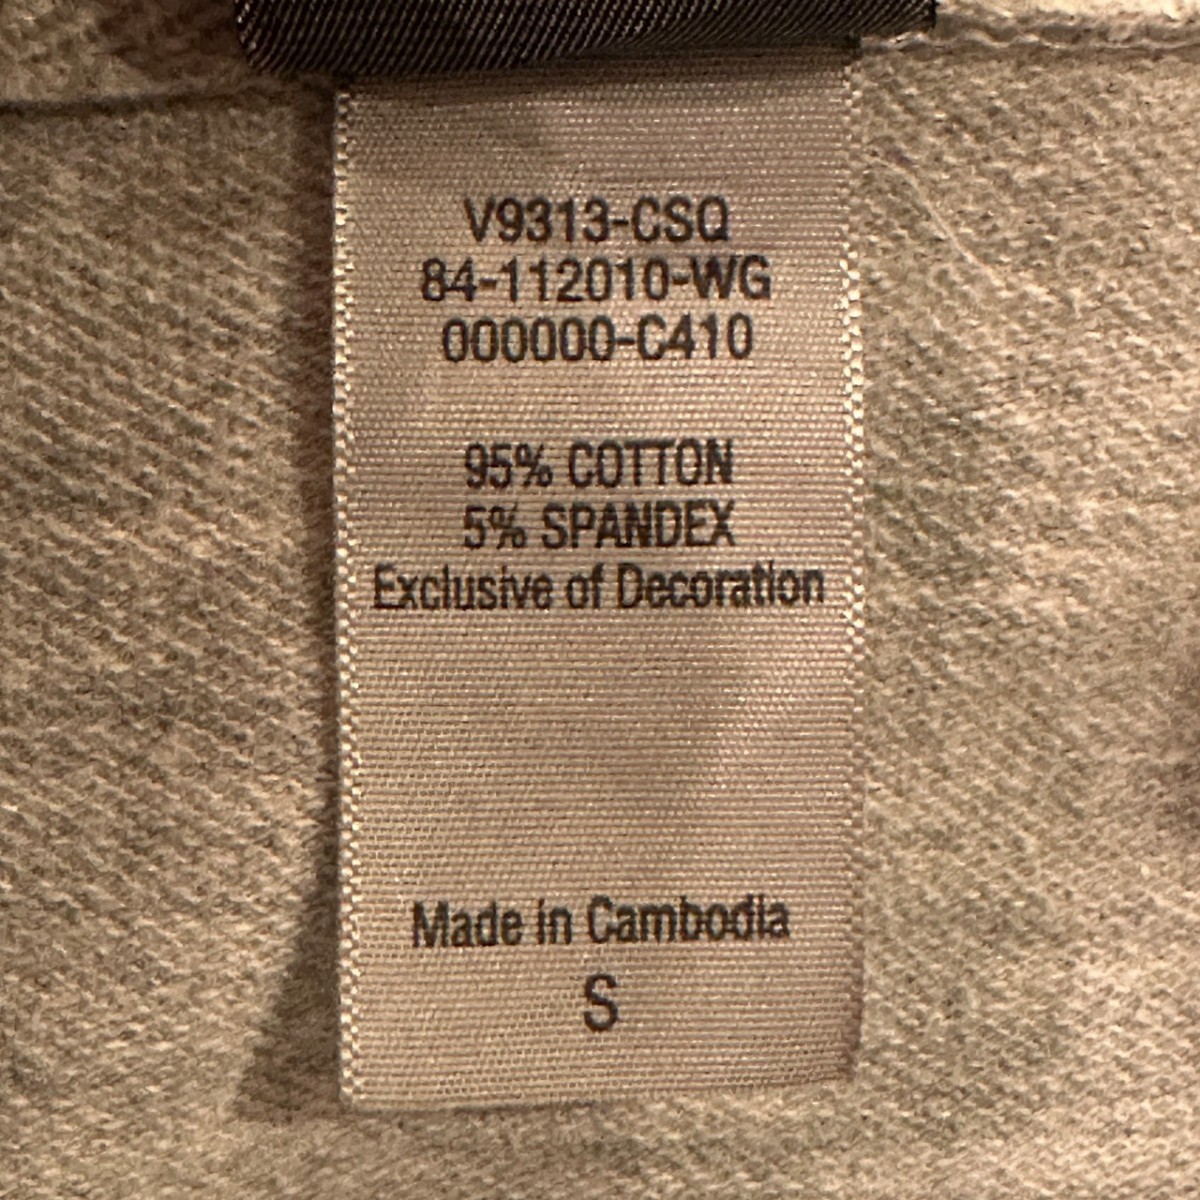 V9313-CSQ
84-112010-WG
000000-C410
95% COTTON
5% SPANDEX
Exclusive of Decoration
Made in Cambodia
S